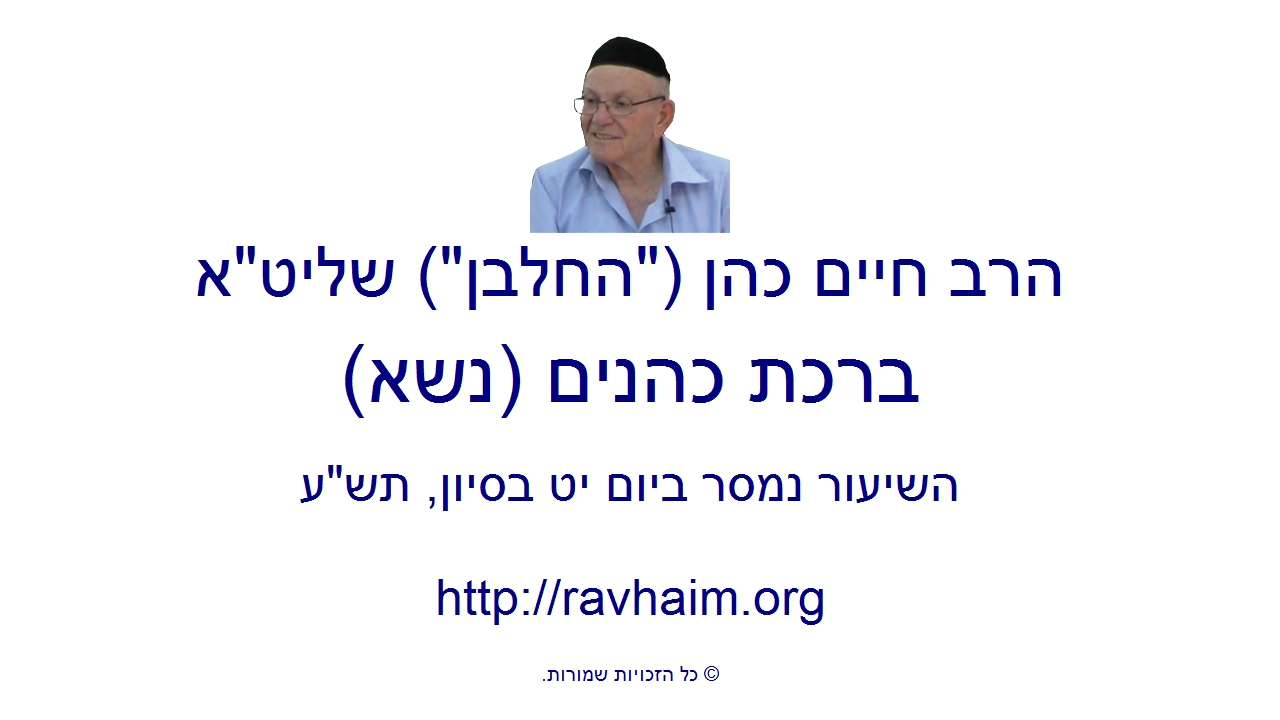 הרב חיים כהן ("החלבן") שליט"א
ברכת כהנים (נשא)
השיעור נמסר ביום יט בסיון, תש"ע
http://ravhaim.org
© כל הזכויות שמורות.